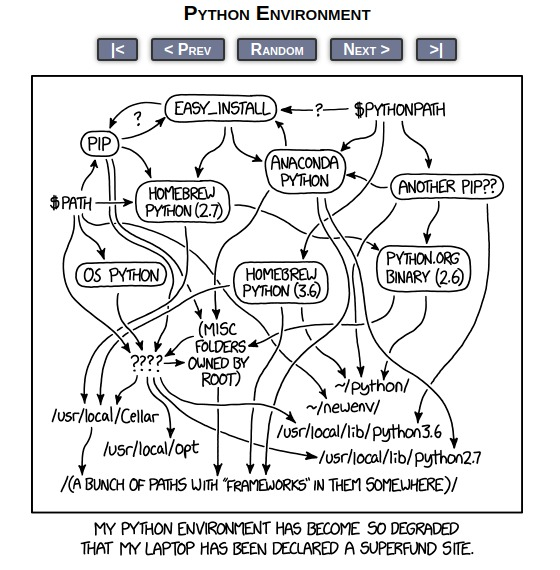 Python Environment
|<
< Prev
Random
Next >
>|
EASY_INSTALL
?
$PYTHONPATH
?
PIP
ANACONDA
PYTHON
ANOTHER PIP??
HOMEBREW
PYTHON (2.7)
$PATH
OS PYTHON
HOMEBREW
PYTHON (3.6)
PYTHON.ORG
BINARY (2.6)
(MISC
FOLDERS
OWNED BY
ROOT)
????
~/python/
~/newenv/
/usr/local/Cellar
/usr/local/opt
/usr/local/lib/python3.6
/usr/local/lib/python2.7
/(A BUNCH OF PATHS WITH "FRAMEWORKS" IN THEM SOMEWHERE)/
MY PYTHON ENVIRONMENT HAS BECOME SO DEGRADED
THAT MY LAPTOP HAS BEEN DECLARED A SUPERFUND SITE.